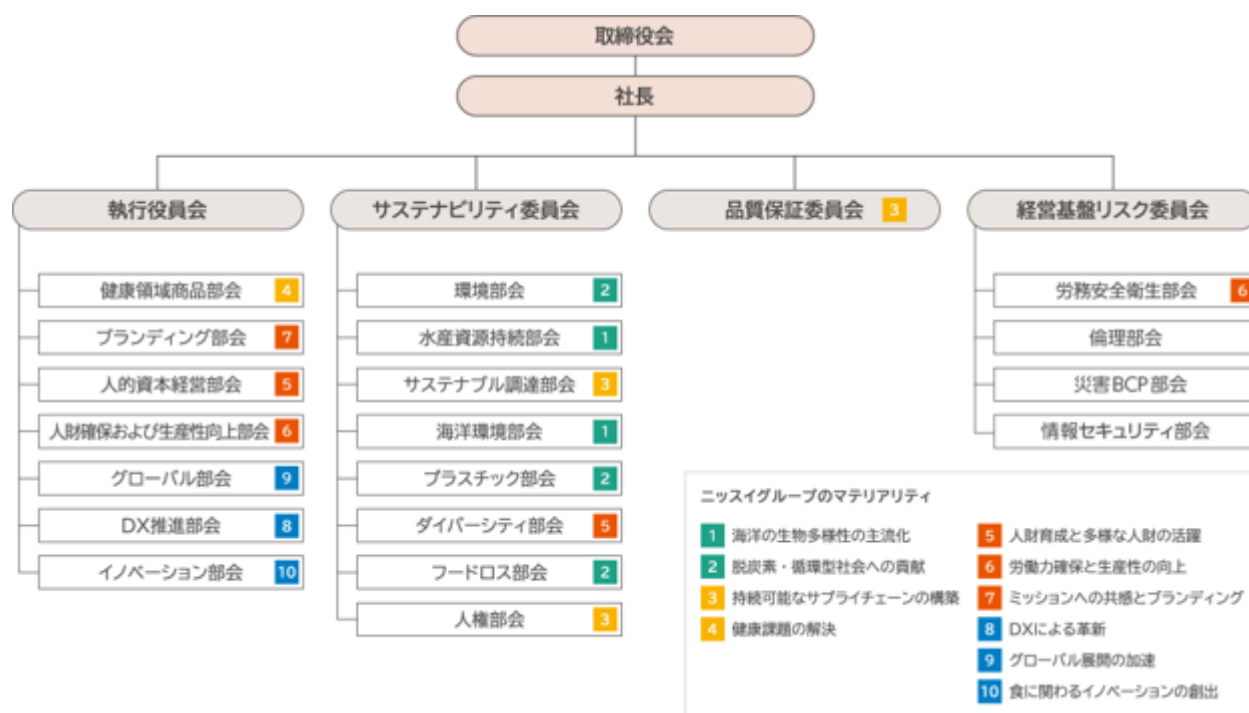 取締役会
社長
執行役員会
健康領域商品部会 4
ブランディング部会 7
人的資本経営部会 5
人財確保および生産性向上部会 6
グローバル部会 9
DX推進部会 8
イノベーション部会 10
サステナビリティ委員会
環境部会 2
水産資源持続部会 1
サステナブル調達部会 3
海洋環境部会 1
プラスチック部会 2
ダイバーシティ部会 5
フードロス部会 2
人権部会 3
品質保証委員会 3
経営基盤リスク委員会
労務安全衛生部会 6
倫理部会
災害BCP部会
情報セキュリティ部会
ニッスイグループのマテリアリティ
1 海洋の生物多様性の主流化
2 脱炭素・循環型社会への貢献
3 持続可能なサプライチェーンの構築
4 健康課題の解決
5 人財育成と多様な人財の活躍
6 労働力確保と生産性の向上
7 ミッションへの共感とブランディング
8 DXによる革新
9 グローバル展開の加速
10 食に関わるイノベーションの創出